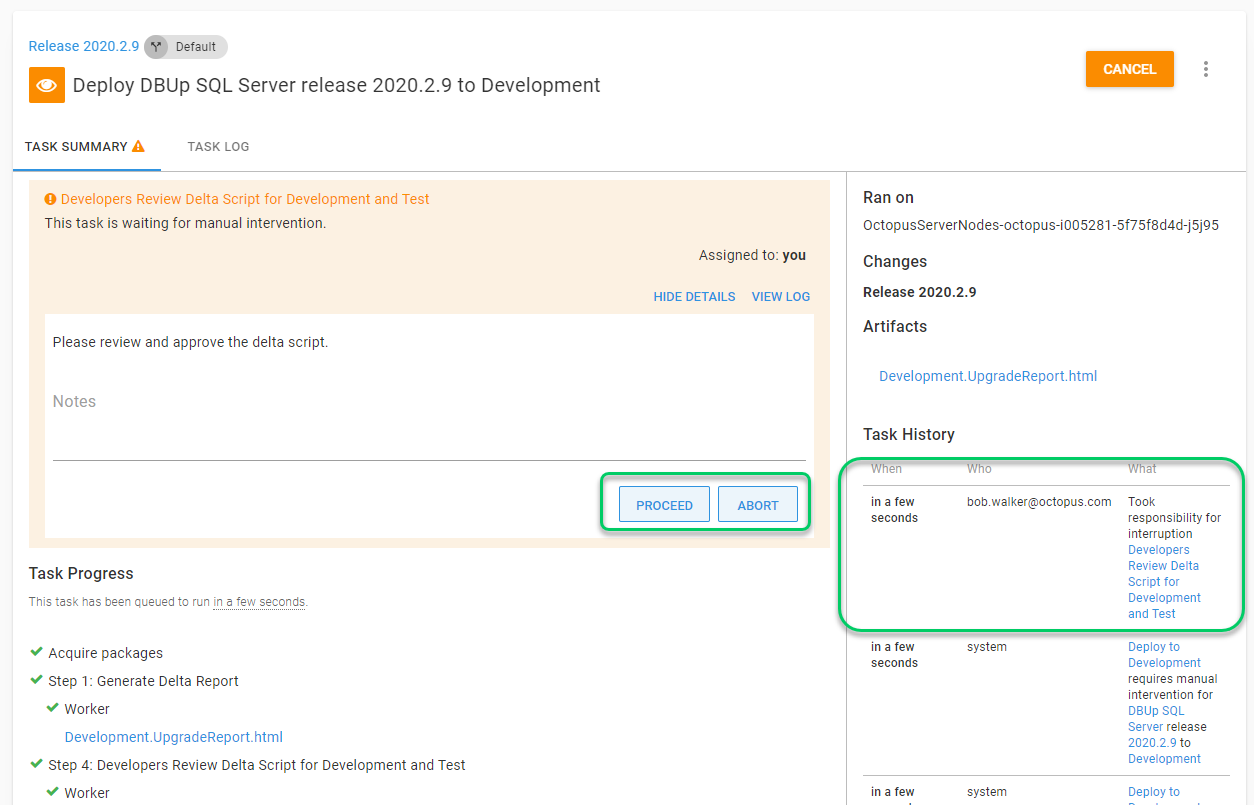 Release 2020.2.9 Default
Deploy DBUp SQL Server release 2020.2.9 to Development
CANCEL
TASK SUMMARY
TASK LOG
Developers Review Delta Script for Development and Test
This task is waiting for manual intervention.
Assigned to: you
HIDE DETAILS VIEW LOG
Please review and approve the delta script.
Notes
PROCEED ABORT
Task Progress
This task has been queued to run in a few seconds.
Acquire packages
Step 1: Generate Delta Report
Worker
Development.UpgradeReport.html
Step 4: Developers Review Delta Script for Development and Test
Worker
Ran on
OctopusServerNodes-octopus-i005281-5f75f8d4d-j5j95
Changes
Release 2020.2.9
Artifacts
Development.UpgradeReport.html
Task History
When Who What
in a few bob.walker@octopus.com Took
seconds responsibility for
interruption
Developers
Review Delta
Script for
Development
and Test
in a few system Deploy to
seconds Development
requires manual
intervention for
DBUp SQL
Server release
2020.2.9 to
Development
in a few system Deploy to